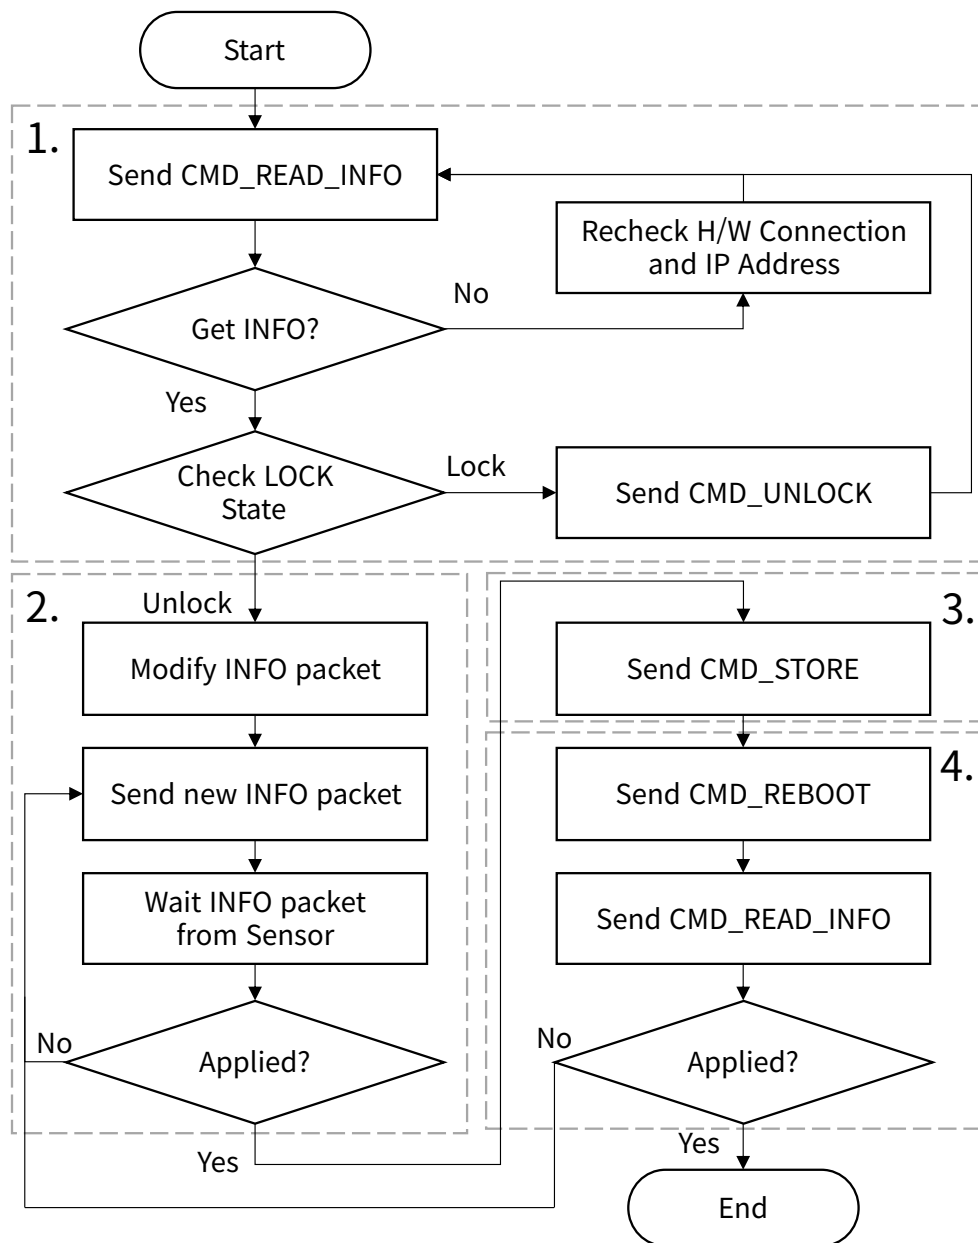 Start
1.
Send CMD_READ_INFO
Recheck H/W Connection
and IP Address
No
Get INFO?
Yes
Check LOCK
State
Lock
Send CMD_UNLOCK
2.
Unlock
Modify INFO packet
Send new INFO packet
Wait INFO packet
from Sensor
No
Applied?
Yes
3.
Send CMD_STORE
4.
Send CMD_REBOOT
Send CMD_READ_INFO
No
Applied?
Yes
End